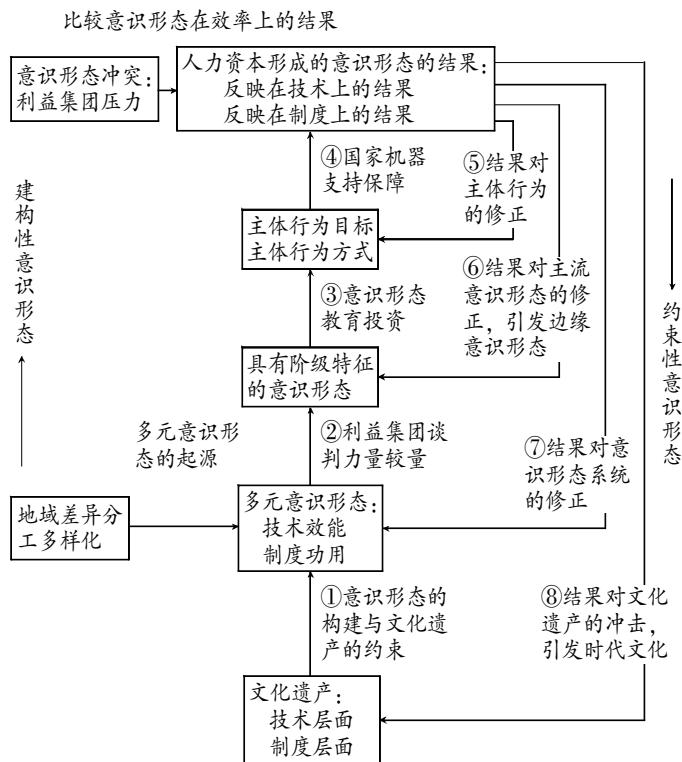 比较意识形态在效率上的结果
意识形态冲突：
利益集团压力
人力资本形成的意识形态的结果：
反映在技术上的结果
反映在制度上的结果
④国家机器
支持保障
⑤结果对
主体行为
的修正
建构性意识形态
主体行为目标
主体行为方式
⑥结果对主流
意识形态的修
正，引发边缘
意识形态
③意识形态
教育投资
约束性意识形态
具有阶级特征
的意识形态
多元意识形
态的起源
②利益集团谈
判力量较量
⑦结果对意
识形态系统
的修正
地域差异分
工多样化
多元意识形态：
技术效能
制度功用
①意识形态的
构建与文化遗
产的约束
⑧结果对文化
遗产的冲击，
引发时代文化
文化遗产：
技术层面
制度层面